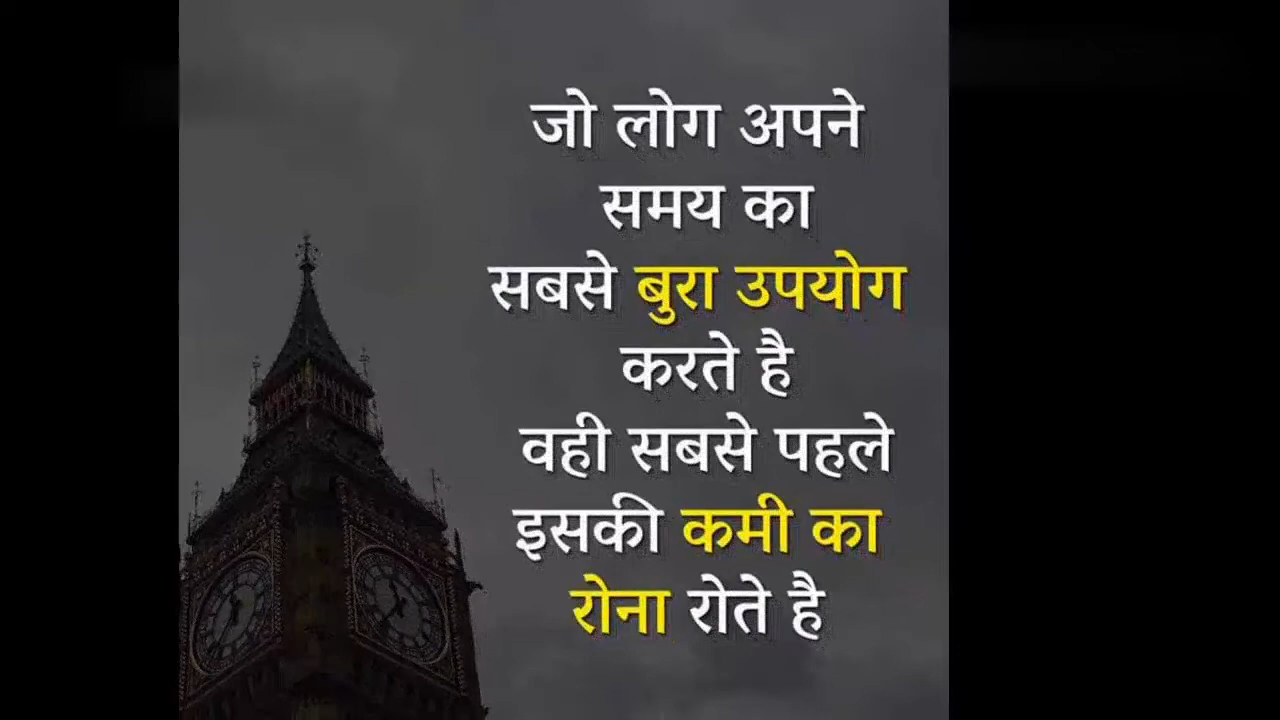 जो लोग अपने
समय का
सबसे बुरा उपयोग
करते है
वही सबसे पहले
इसकी कमी का
रोना रोते है